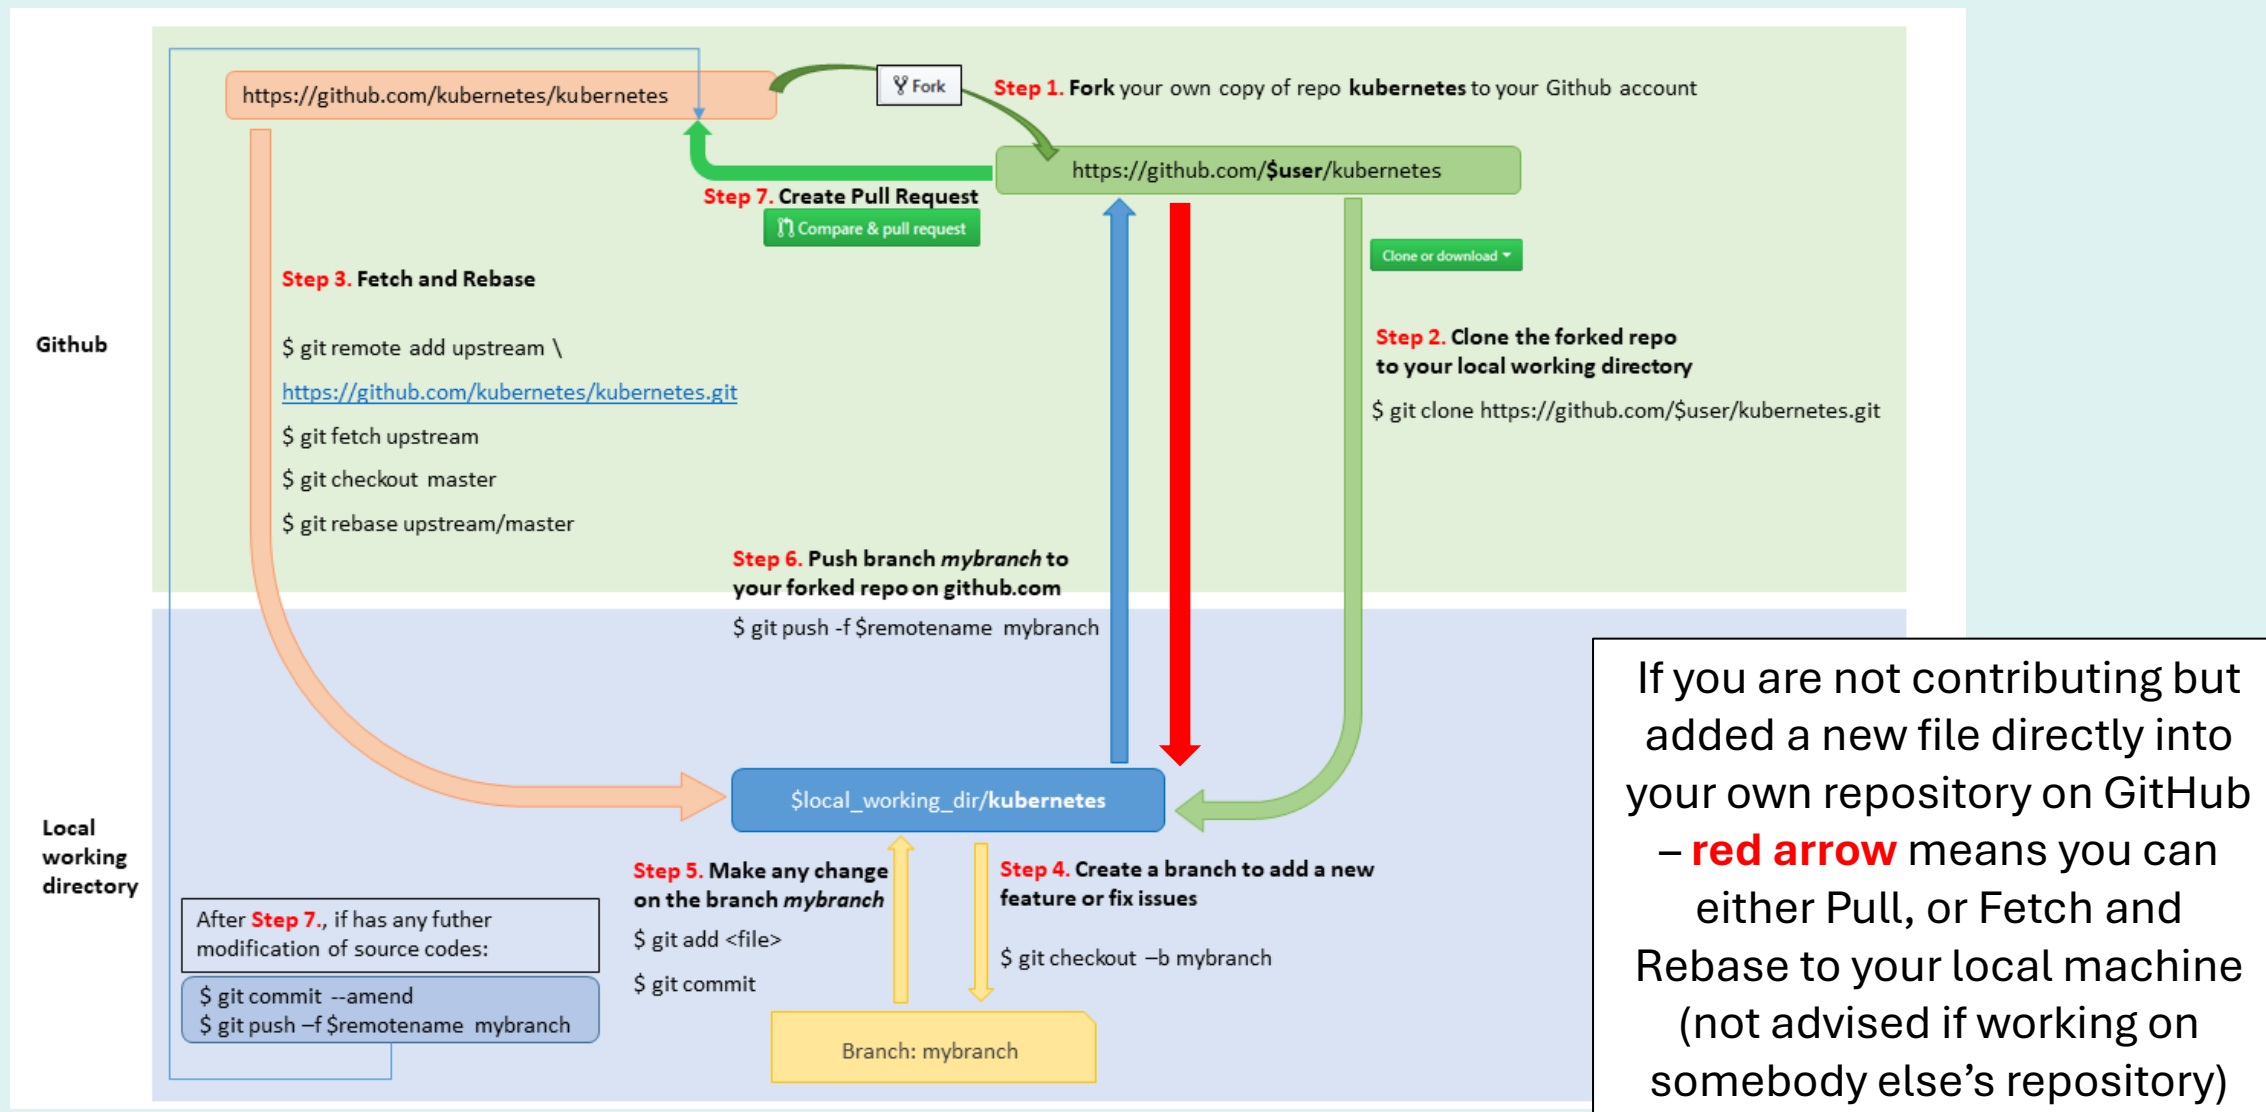 https://github.com/kubernetes/kubernetes
Fork
Step 1. Fork your own copy of repo kubernetes to your Github account
https://github.com/$user/kubernetes
Step 7. Create Pull Request
Compare & pull request
Clone or download
Step 3. Fetch and Rebase
$ git remote add upstream \
https://github.com/kubernetes/kubernetes.git
$ git fetch upstream
$ git checkout master
$ git rebase upstream/master
Github
Step 2. Clone the forked repo
to your local working directory
$ git clone https://github.com/$user/kubernetes.git
Step 6. Push branch mybranch to
your forked repo on github.com
$ git push -f $remotename mybranch
$local_working_dir/kubernetes
Local
working
directory
Step 5. Make any change
on the branch mybranch
$ git add <file>
$ git commit
Step 4. Create a branch to add a new
feature or fix issues
$ git checkout –b mybranch
After Step 7., if has any futher
modification of source codes:
$ git commit --amend
$ git push –f $remotename mybranch
Branch: mybranch
If you are not contributing but
added a new file directly into
your own repository on GitHub
– red arrow means you can
either Pull, or Fetch and
Rebase to your local machine
(not advised if working on
somebody else’s repository)